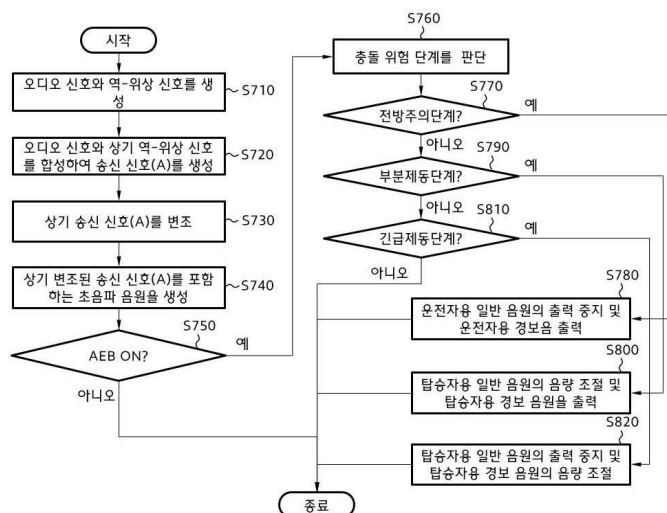 시작
S710
오디오 신호와 역-위상 신호를 생
성
S720
오디오 신호와 상기 역-위상 신호
를 합성하여 송신 신호(A)를 생성
S730
상기 송신 신호(A)를 변조
S740
상기 변조된 송신 신호(A)를 포함
하는 초음파 음원을 생성
S750
AEB ON?
예
아니오
S760
충돌 위험 단계를 판단
S770
전방주의단계?
예
아니오
S790
부분제동단계?
예
아니오
S810
긴급제동단계?
예
아니오
S780
운전자용 일반 음원의 출력 중지 및
운전자용 경보음 출력
S800
탑승자용 일반 음원의 음량 조절 및
탑승자용 경보 음원을 출력
S820
탑승자용 일반 음원의 출력 중지 및
탑승자용 경보 음원의 음량 조절
종료